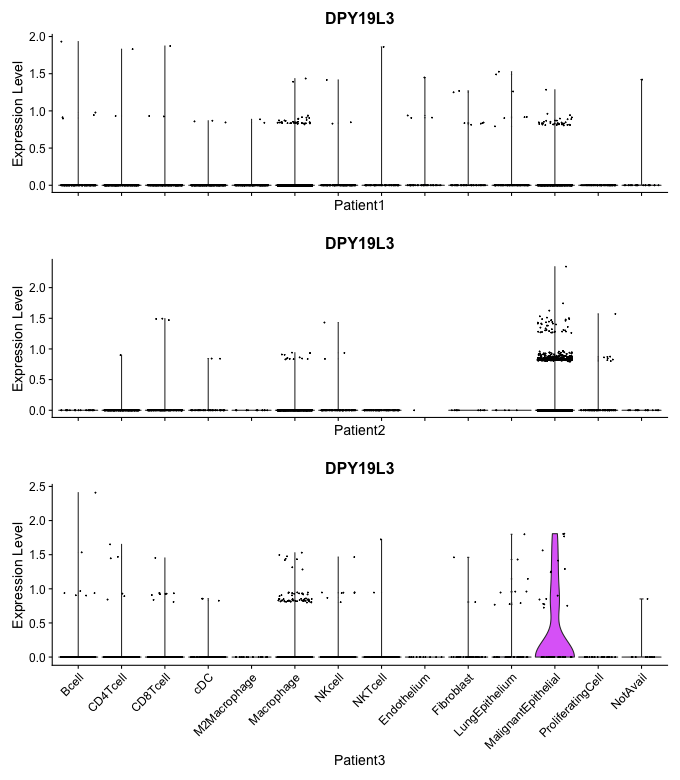 DPY19L3
Expression Level
2.0
1.5
1.0
0.5
0.0
Patient1
DPY19L3
Expression Level
2.0
1.5
1.0
0.5
0.0
Patient2
DPY19L3
Expression Level
2.5
2.0
1.5
1.0
0.5
0.0
Bcell
CD4Tcell
CD8Tcell
cDC
M2Macrophage
Macrophage
NKcell
NKTcell
Endothelium
Fibroblast
LungEpithelium
MalignantEpithelial
ProliferatingCell
NotAvail
Patient3